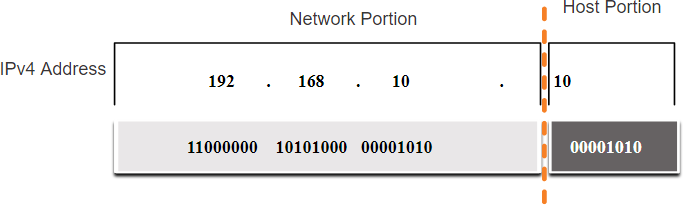 Network Portion
Host Portion
IPv4 Address
192 . 168 . 10 . 10
11000000 10101000 00001010 00001010